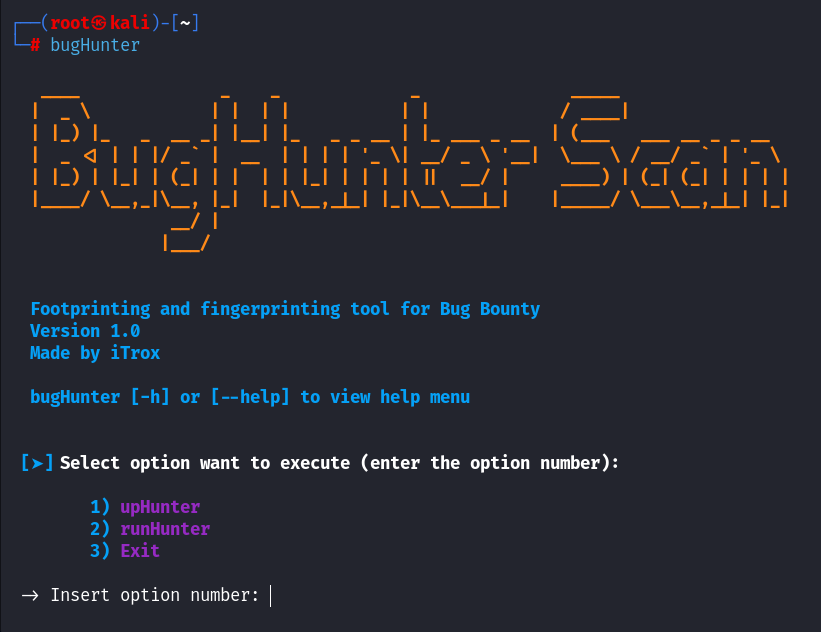 ┌──(root㉿kali)-[~]
└─# bugHunter
BugHunter Scan
Footprinting and fingerprinting tool for Bug Bounty
Version 1.0
Made by iTrox
bugHunter [-h] or [--help] to view help menu
[➤] Select option want to execute (enter the option number):
1) upHunter
2) runHunter
3) Exit
→ Insert option number: